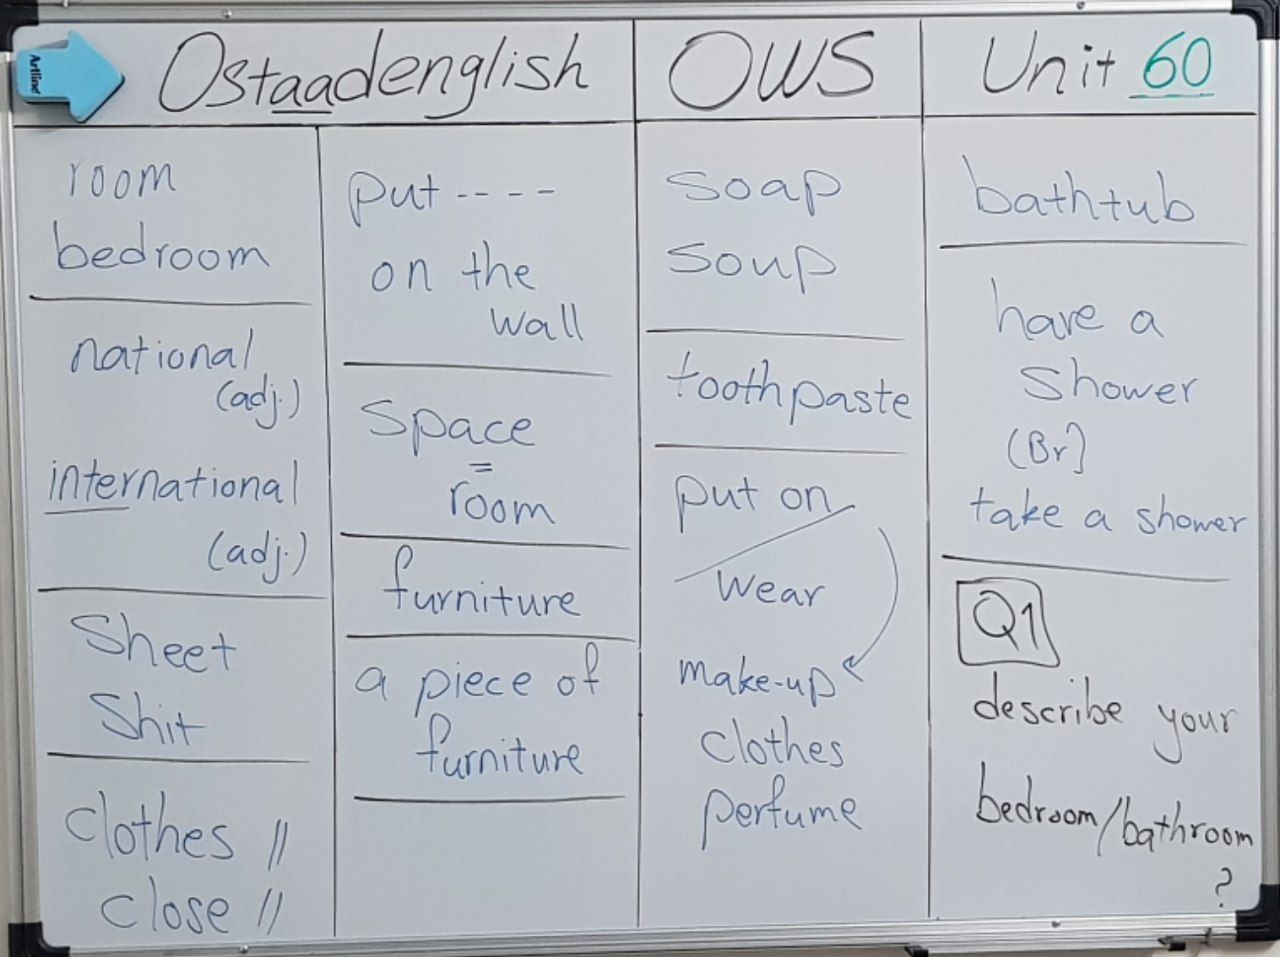 Artline
Ostaadenglish
OWS
Unit 60
room
bedroom
national
(adj.)
international
(adj.)
Sheet
Shit
clothes //
close //
put ----
on the
wall
Space
=
room
furniture
a piece of
furniture
soap
soup
toothpaste
put on
wear
make-up
clothes
perfume
bathtub
have a
shower
(Br)
take a shower
Q1
describe your
bedroom/bathroom
?